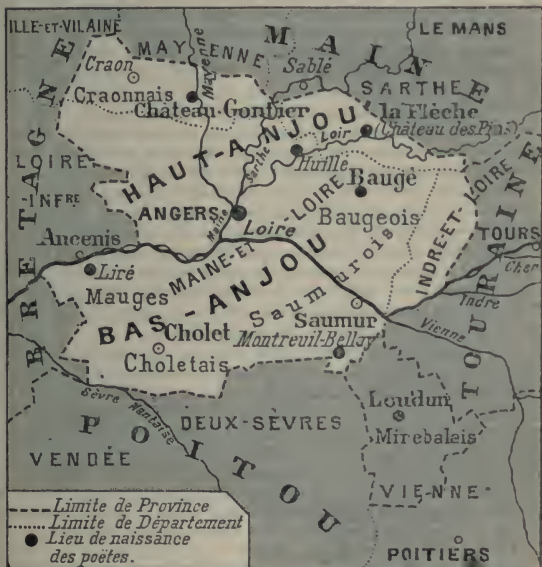 ILLE-ET-VILAINE
MAYENNE
MAINE
LE MANS
Craon
Craonnais
Mayenne
Sablé
SARTHE
Château-Gontier
la Flèche
(Château des Pins)
Loir
BRETAGNE
LOIRE
-INFRE
HAUT-ANJOU
Sarthe
Huillé
Baugé
Baugeois
ANGERS
Maine
Loire
MAINE-ET-LOIRE
INDRE-ET-LOIRE
TOURAINE
TOURS
Cher
Indre
Ancenis
Liré
Mauges
BAS-ANJOU
Saumurois
Saumur
Vienne
Cholet
Choletais
Montreuil-Bellay
Sèvre Nantaise
Loudun
Mirebalais
DEUX-SÈVRES
VENDÉE
POITOU
VIENNE
POITIERS
Limite de Province
Limite de Département
Lieu de naissance
des poëtes.